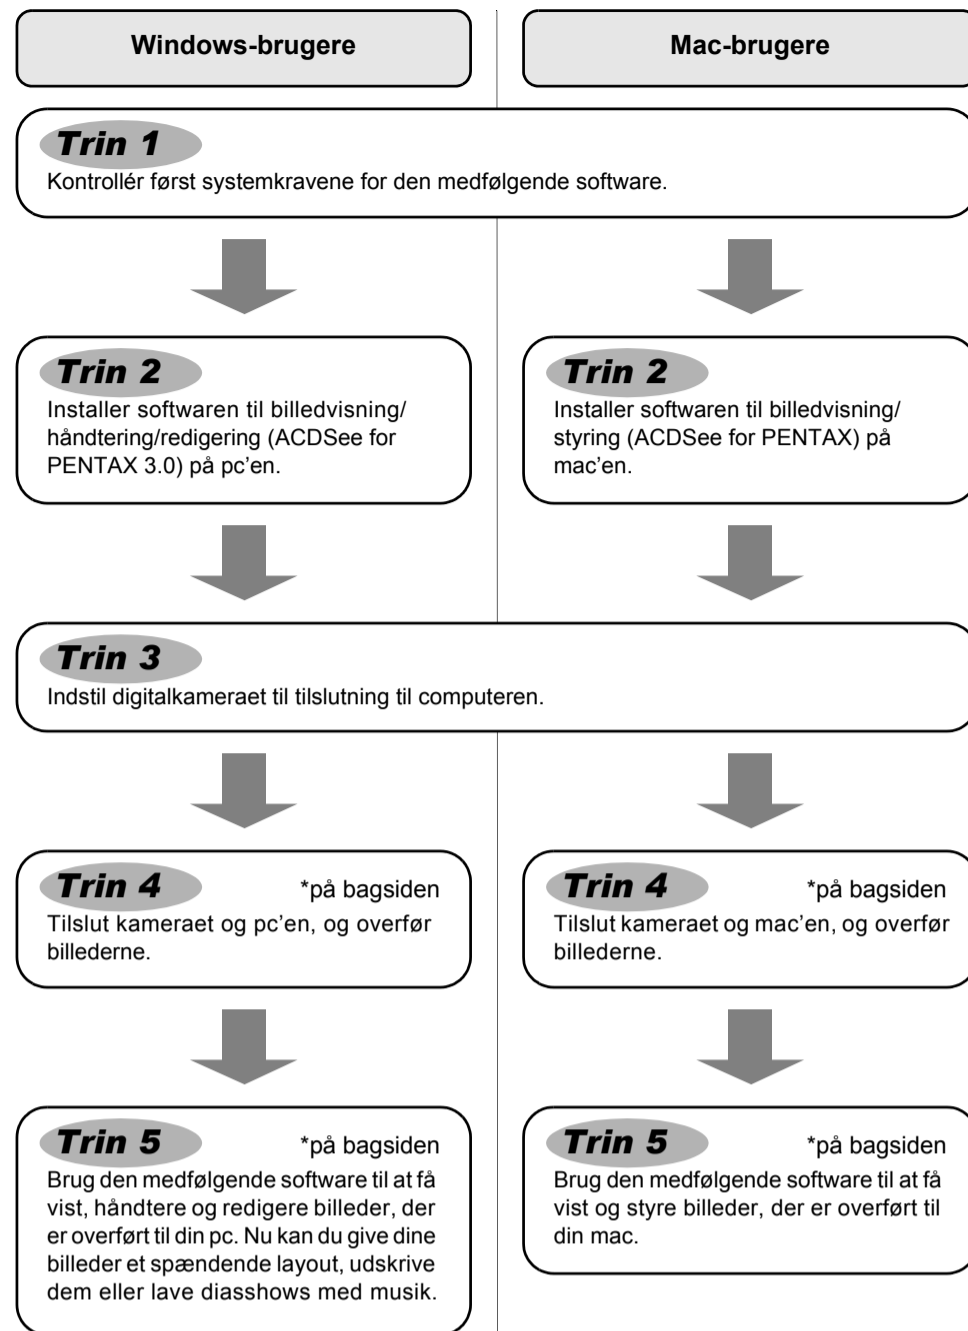 Windows-brugere
Mac-brugere
Trin 1
Kontrollér først systemkravene for den medfølgende software.
Trin 2
Installer softwaren til billedvisning/
håndtering/redigering (ACDSee for
PENTAX 3.0) på pc’en.
Trin 2
Installer softwaren til billedvisning/
styring (ACDSee for PENTAX) på
mac’en.
Trin 3
Indstil digitalkameraet til tilslutning til computeren.
Trin 4 *på bagsiden
Tilslut kameraet og pc’en, og overfør
billederne.
Trin 4 *på bagsiden
Tilslut kameraet og mac’en, og overfør
billederne.
Trin 5 *på bagsiden
Brug den medfølgende software til at få
vist, håndtere og redigere billeder, der
er overført til din pc. Nu kan du give dine
billeder et spændende layout, udskrive
dem eller lave diasshows med musik.
Trin 5 *på bagsiden
Brug den medfølgende software til at få
vist og styre billeder, der er overført til
din mac.